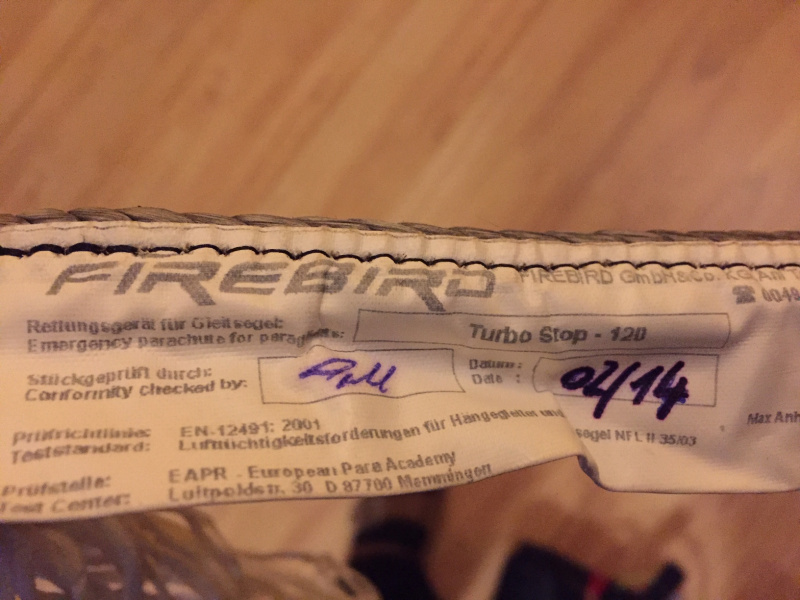 FIREBIRD
FIREBIRD GmbH&Co. KG
☎ 0049
Rettungsgerät für Gleitsegel:
Emergency parachute for paragliders:
Turbo Stop - 120
Stückgeprüft durch:
Conformity checked by:
Datum:
Date :
02/14
Prüfrichtlinie:
Teststandard:
EN-12491: 2001
Lufttüchtigkeitsforderungen für Hängegleiter und
NFL II 35/03
Max Anh
Prüfstelle:
Test Center:
EAPR - European Para Academy
Luitpoldstr. 30 D 87700 Memmingen